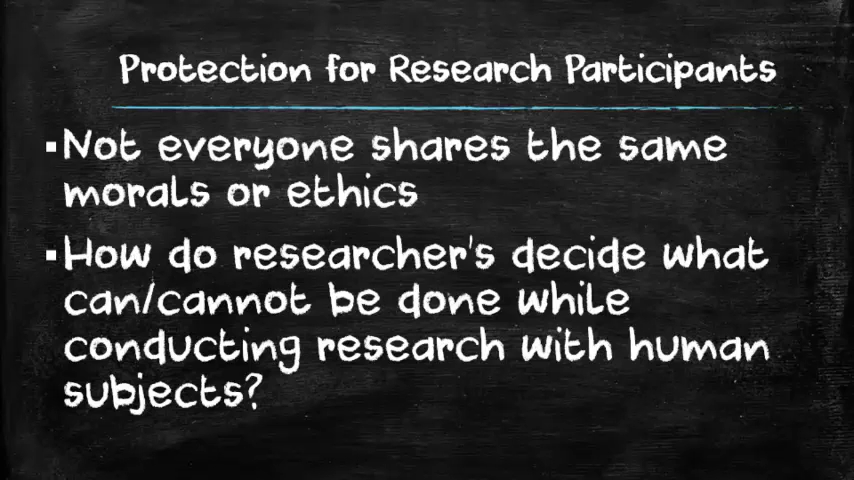 Protection for Research Participants
▪Not everyone shares the same
morals or ethics
▪How do researcher's decide what
can/cannot be done while
conducting research with human
subjects?